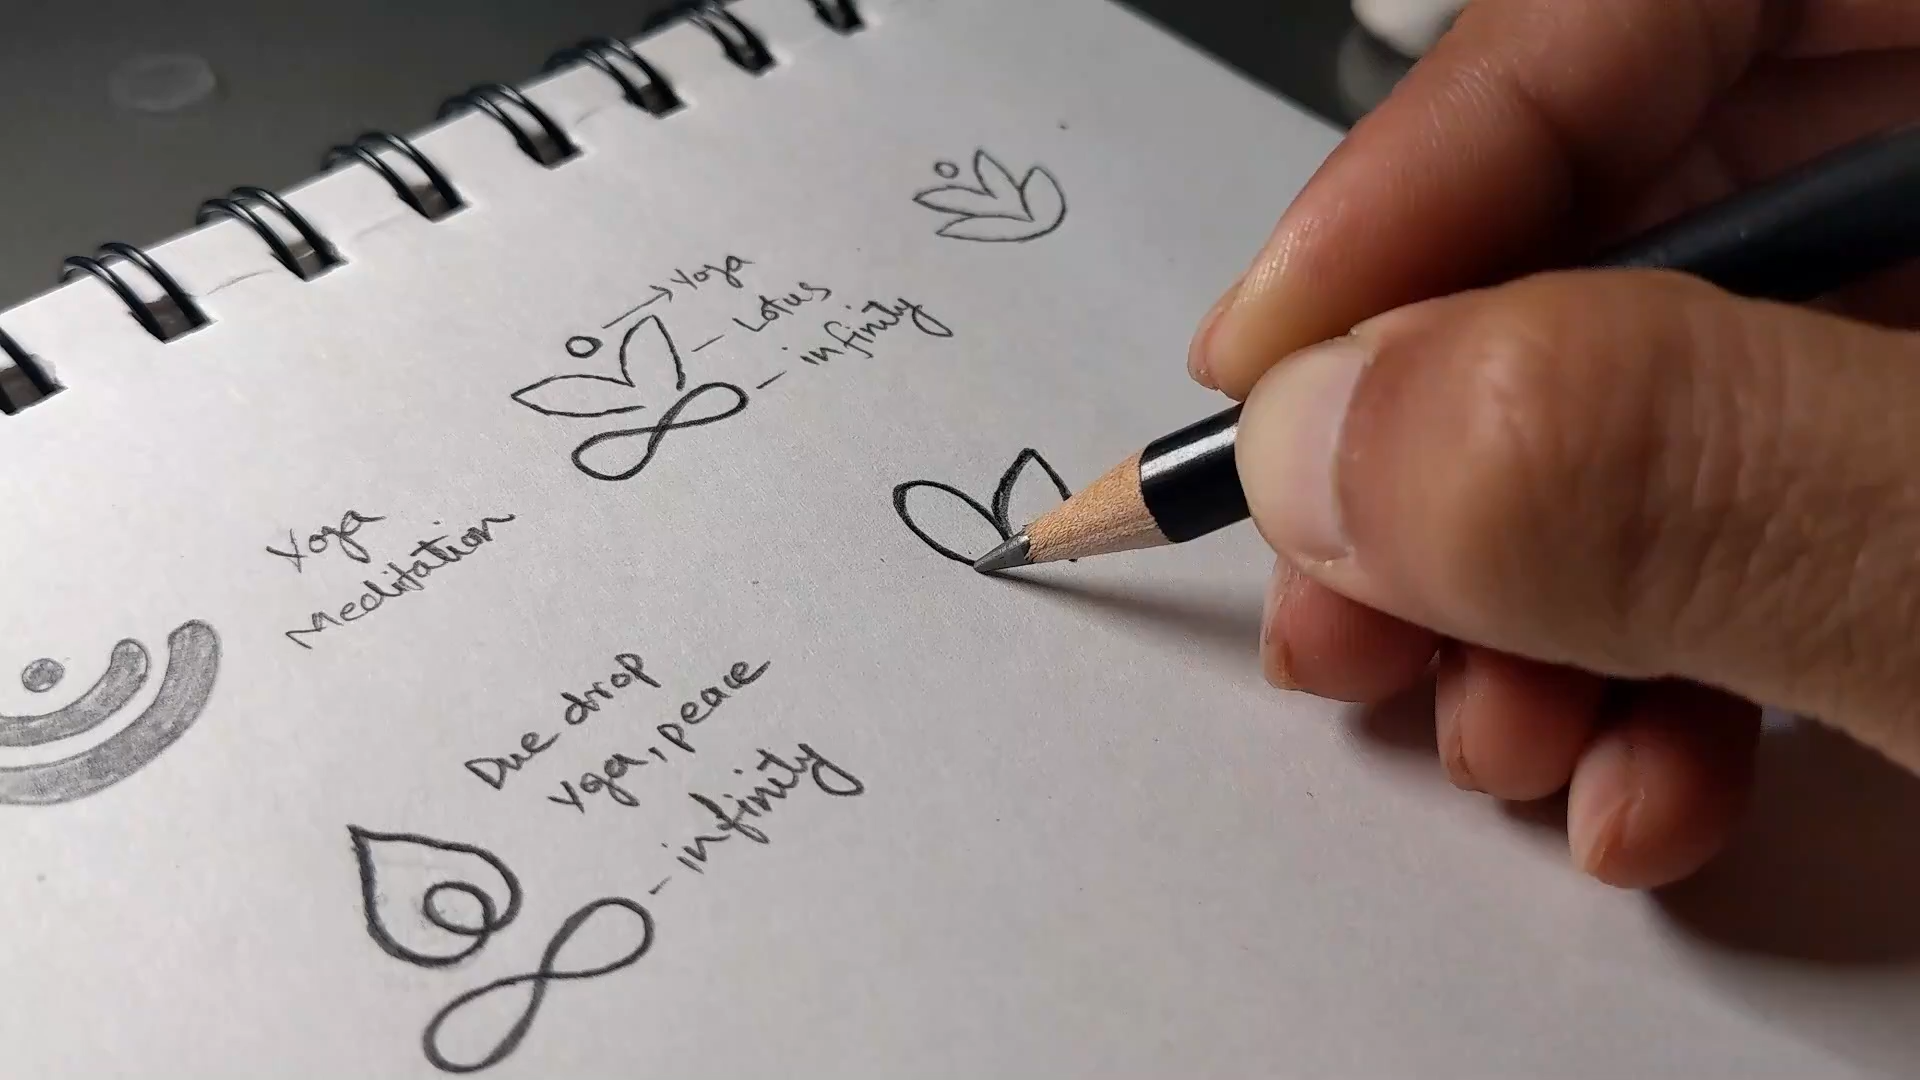 Yoga
Lotus
infinity
Yoga
Meditation
Due drop
Yoga, peace
infinity